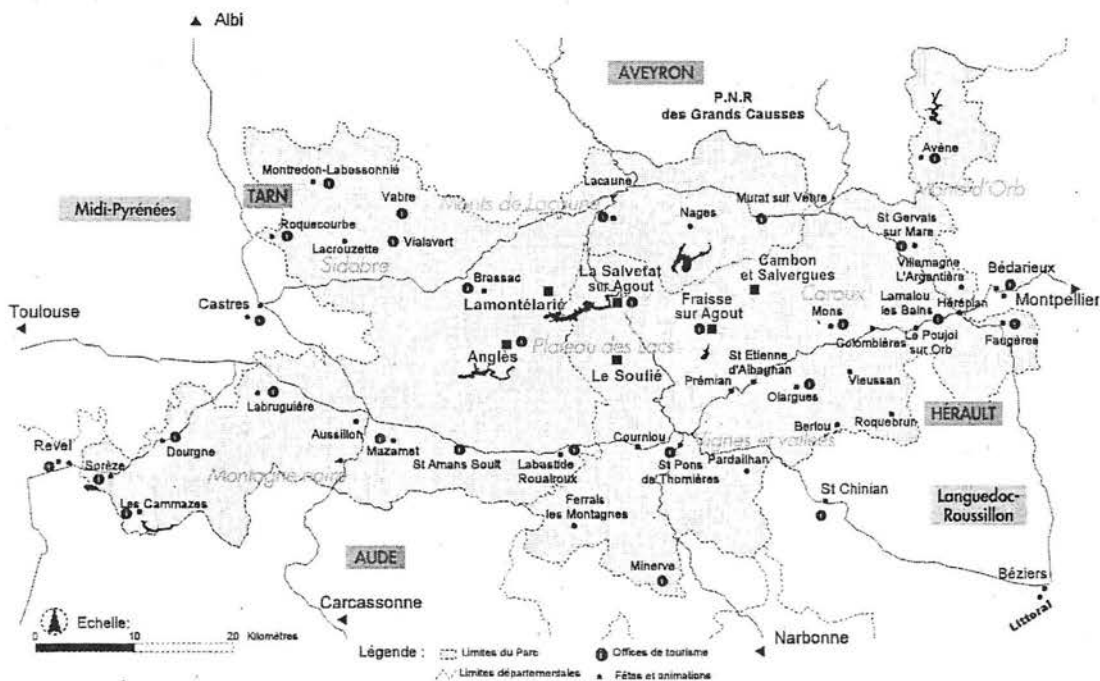 Albi
AVEYRON
P.N.R
des Grands Causses
Montredon-Labessonnié
Avène
Monts d'Orb
Midi-Pyrénées
TARN
Vabre
Monts de Lacaune
Lacaune
Nages
Murat sur Vèbre
St Gervais
sur Mare
Roquecourbe
Lacrouzette
Vialavert
Sidobre
Villemagne
L'Argentière
Bédarieux
Montpellier
Brassac
La Salvetat
sur Agout
Cambon
et Salvergues
Caroux
Lamontélarié
Fraisse
sur Agout
Mons
Lamalou
les Bains
Hérépian
Castres
Toulouse
Colombières
Le Poujol
sur Orb
Faugères
Anglès
Plateau des Lacs
Le Soulié
St Etienne
d'Albagnan
Prémian
Olargues
Vieussan
Labruguière
HÉRAULT
Berlou
Roquebrun
Revel
Dourgne
Aussillon
Mazamet
St Amans Soult
Labastide
Rouairoux
Courniou
St Pons
de Thomières
Pardailhan
Sorèze
Montagne noire
Les Cammazes
Ferrals
les Montagnes
St Chinian
Languedoc-
Roussillon
AUDE
Minerve
Béziers
Littoral
Carcassonne
Narbonne
Echelle:
0 10 20 Kilomètres
Légende :
Limites du Parc
Offices de tourisme
Limites départementales
Fêtes et animations